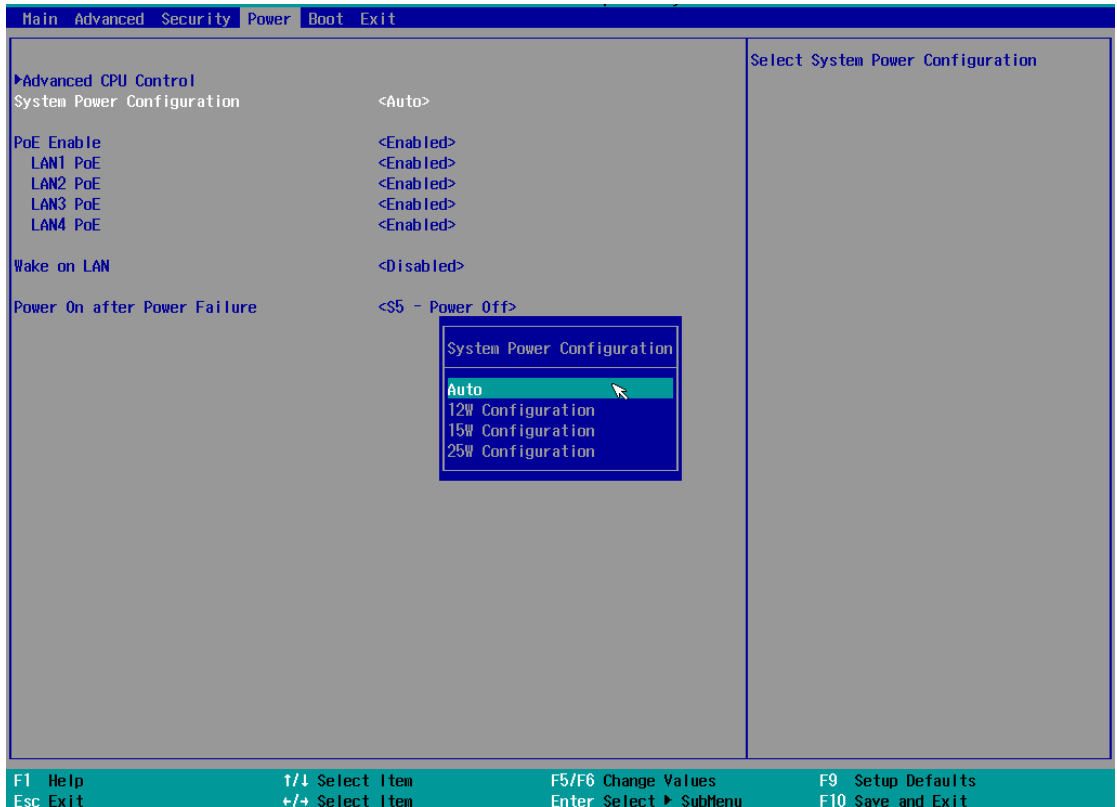 Main Advanced Security Power Boot Exit
▶Advanced CPU Control
System Power Configuration <Auto>
PoE Enable <Enabled>
LAN1 PoE <Enabled>
LAN2 PoE <Enabled>
LAN3 PoE <Enabled>
LAN4 PoE <Enabled>
Wake on LAN <Disabled>
Power On after Power Failure <S5 - Power Off>
System Power Configuration
Auto
12W Configuration
15W Configuration
25W Configuration
Select System Power Configuration
F1 Help ↑/↓ Select Item F5/F6 Change Values F9 Setup Defaults
Esc Exit ←/→ Select Item Enter Select ▶ SubMenu F10 Save and Exit